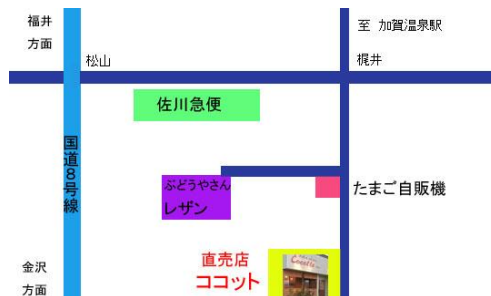 福井
方面
至 加賀温泉駅
松山
梶井
佐川急便
国道8号線
ぶどうやさん
レザン
たまご自販機
直売店
ココット
金沢
方面